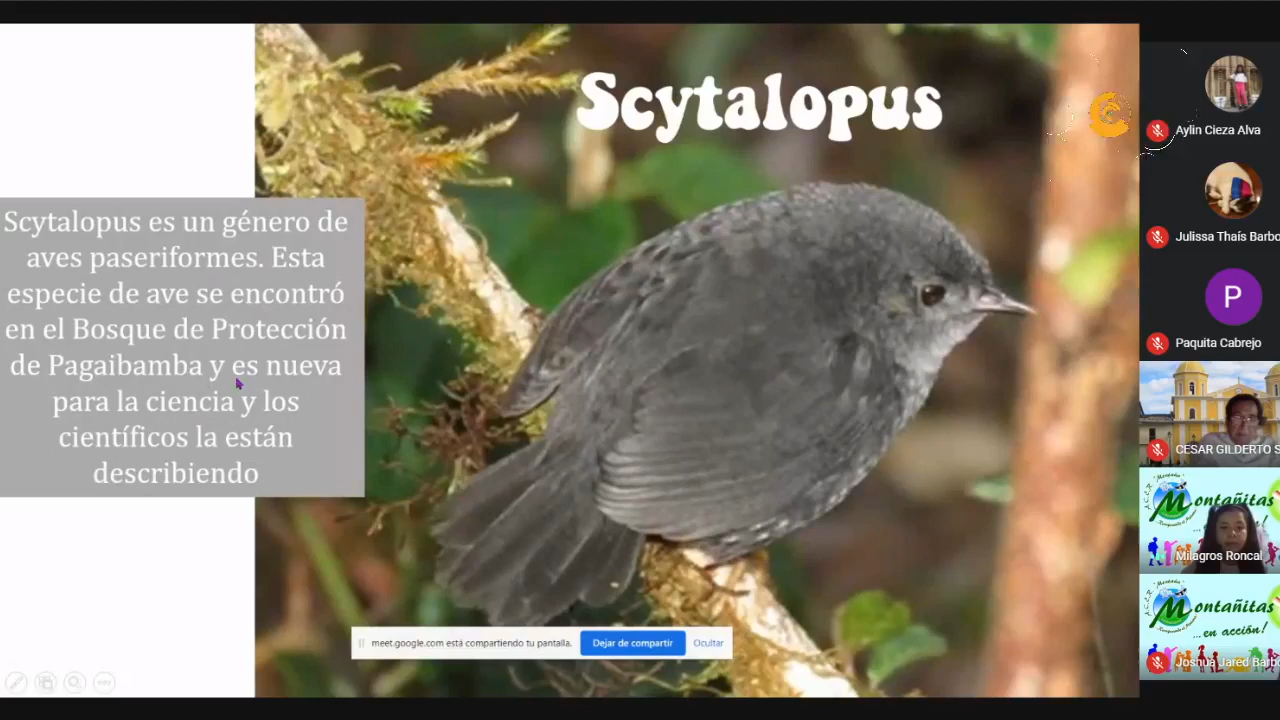 Scytalopus
Scytalopus es un género de
aves paseriformes. Esta
especie de ave se encontró
en el Bosque de Protección
de Pagaibamba y es nueva
para la ciencia y los
científicos la están
describiendo
meet.google.com está compartiendo tu pantalla.
Dejar de compartir
Ocultar
Aylin Cieza Alva
Julissa Thaís Barbo
P
Paquita Cabrejo
CESAR GILDERTO S
Montañitas
Milagros Roncal
Montañitas
...en acción!
Joshua Jared Barbo